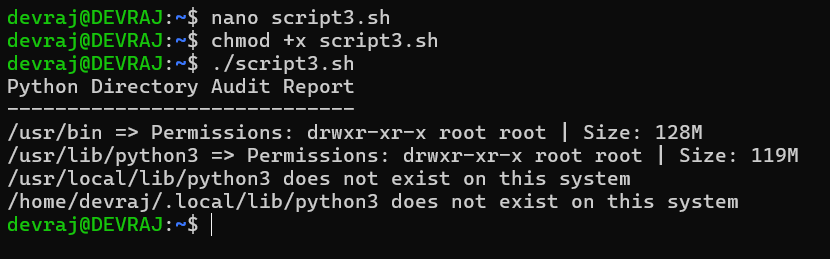 devraj@DEVRAJ:~$ nano script3.sh
devraj@DEVRAJ:~$ chmod +x script3.sh
devraj@DEVRAJ:~$ ./script3.sh
Python Directory Audit Report
-----------------------------
/usr/bin => Permissions: drwxr-xr-x root root | Size: 128M
/usr/lib/python3 => Permissions: drwxr-xr-x root root | Size: 119M
/usr/local/lib/python3 does not exist on this system
/home/devraj/.local/lib/python3 does not exist on this system
devraj@DEVRAJ:~$